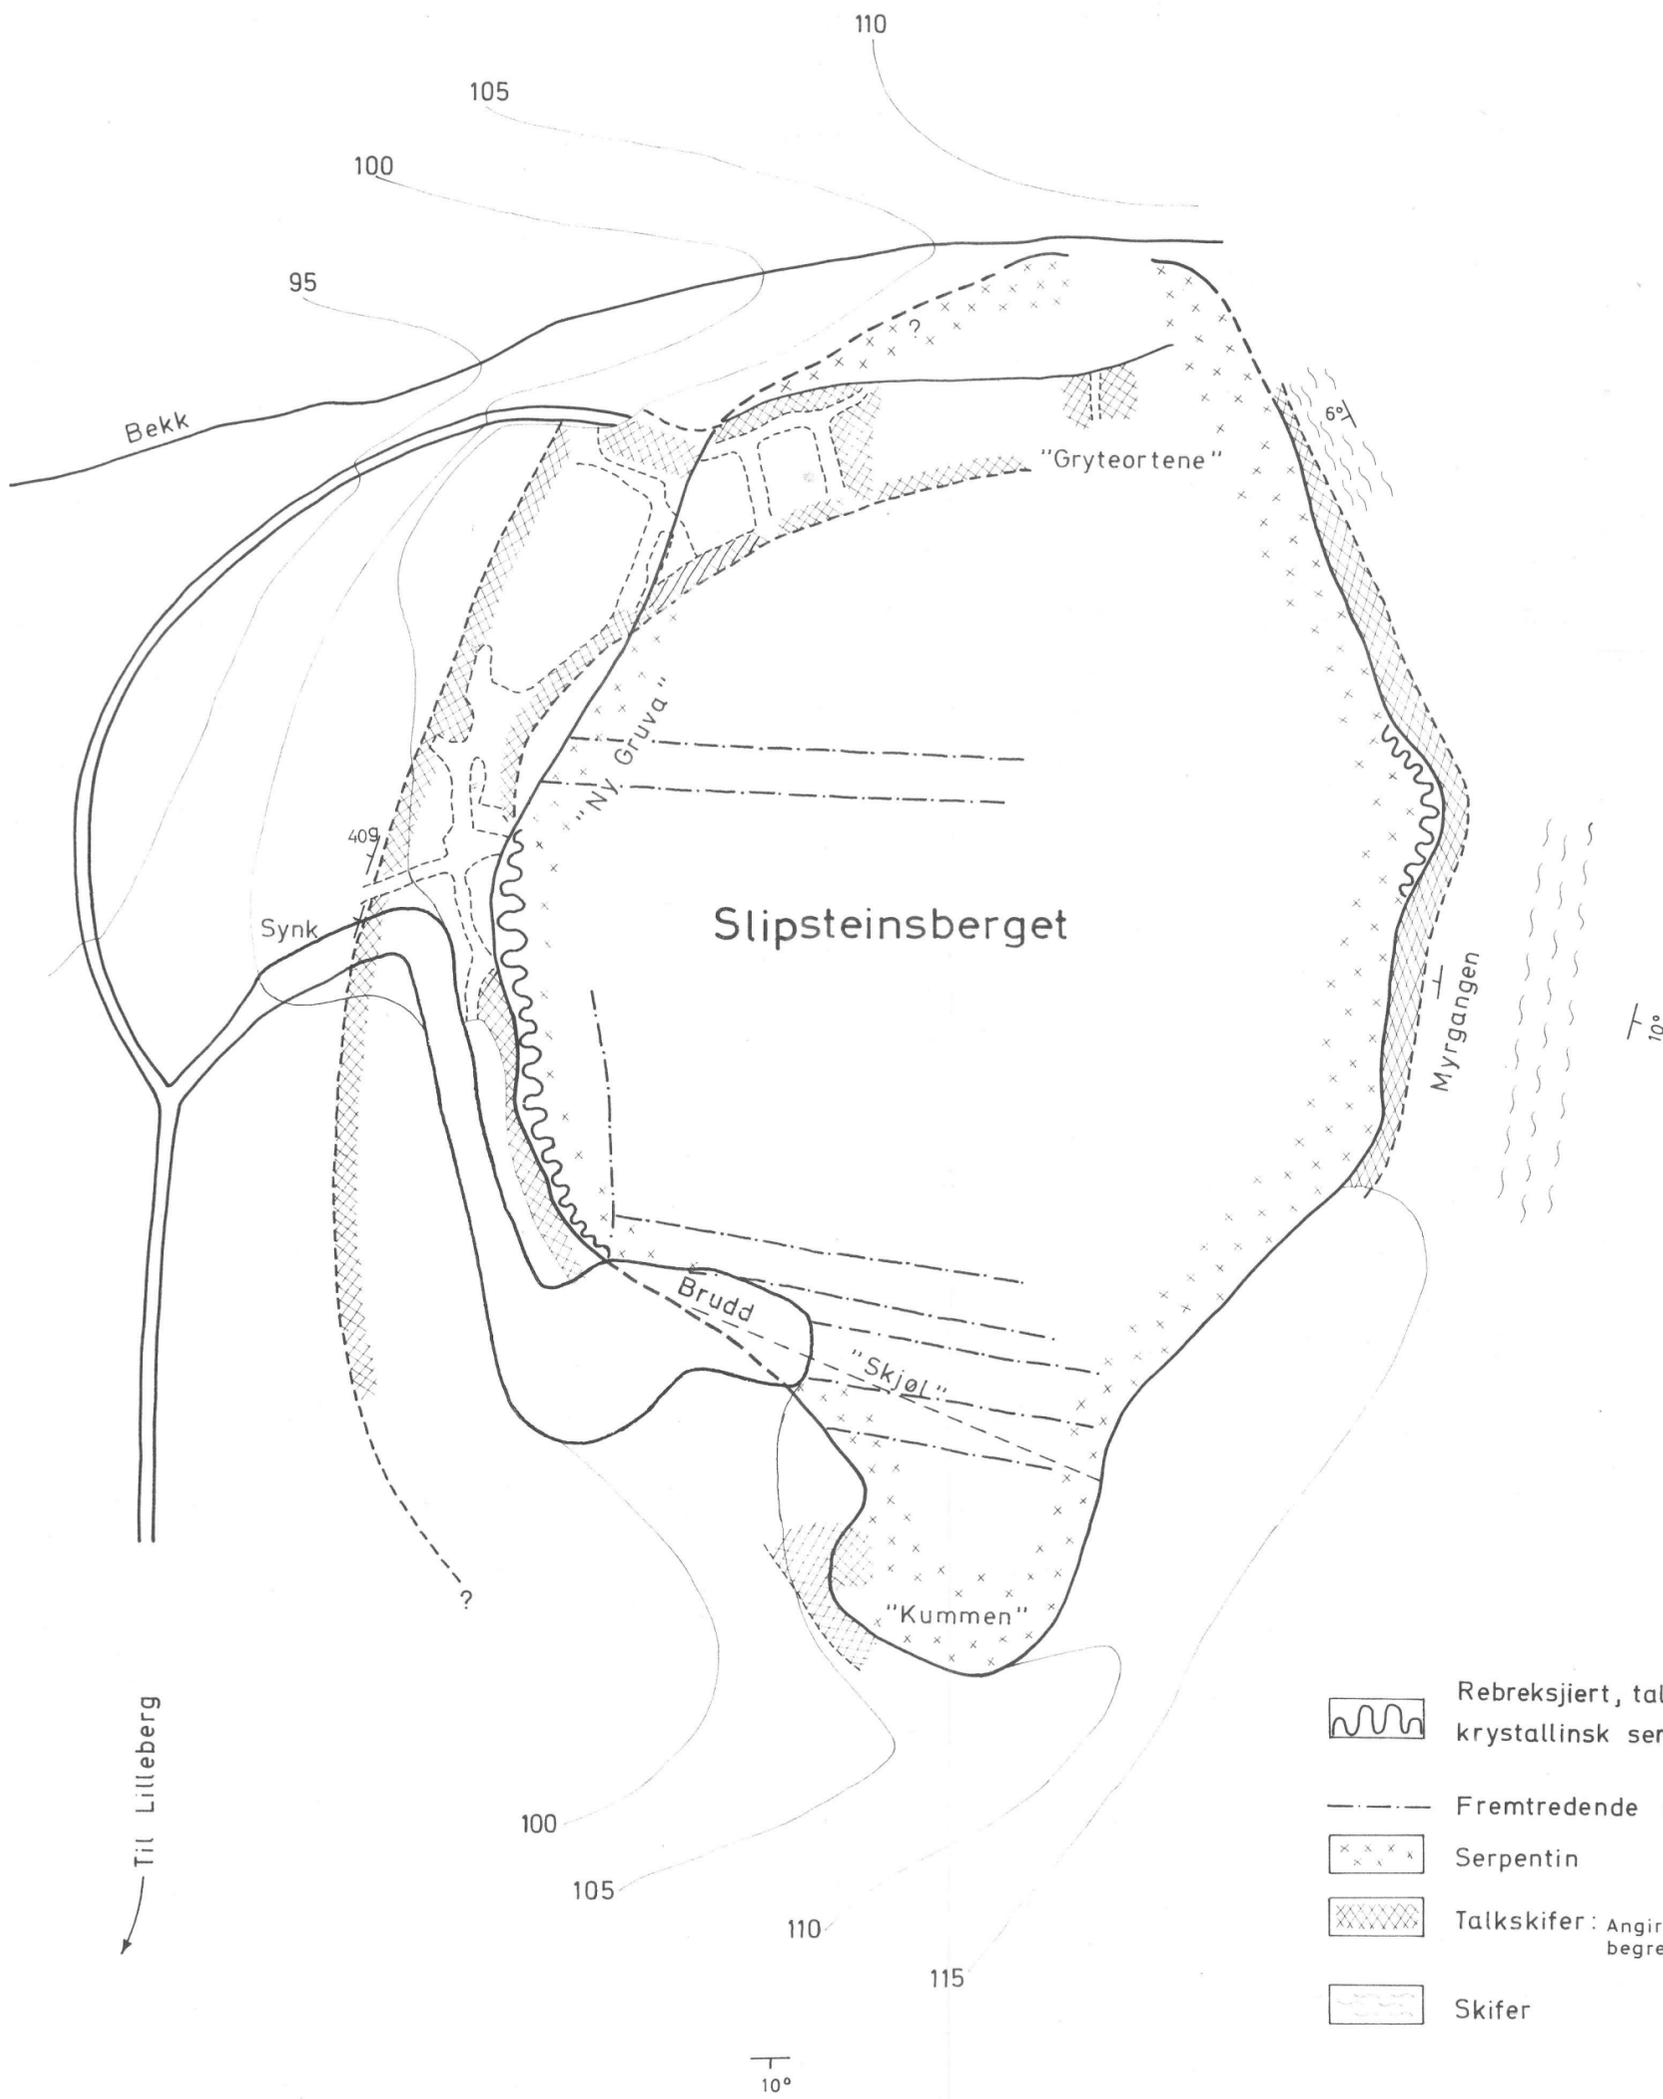 110
105
100
95
Bekk
?
6°
"Gryteortene"
"Ny Gruva"
40g
Synk
Slipsteinsberget
Myrgangen
10°
Brudd
"Skjøl"
?
"Kummen"
Til Lilleberg
100
105
110
115
10°
Rebreksjiert, tal
krystallinsk ser
Fremtredende
Serpentin
Talkskifer: Angir
begre
Skifer